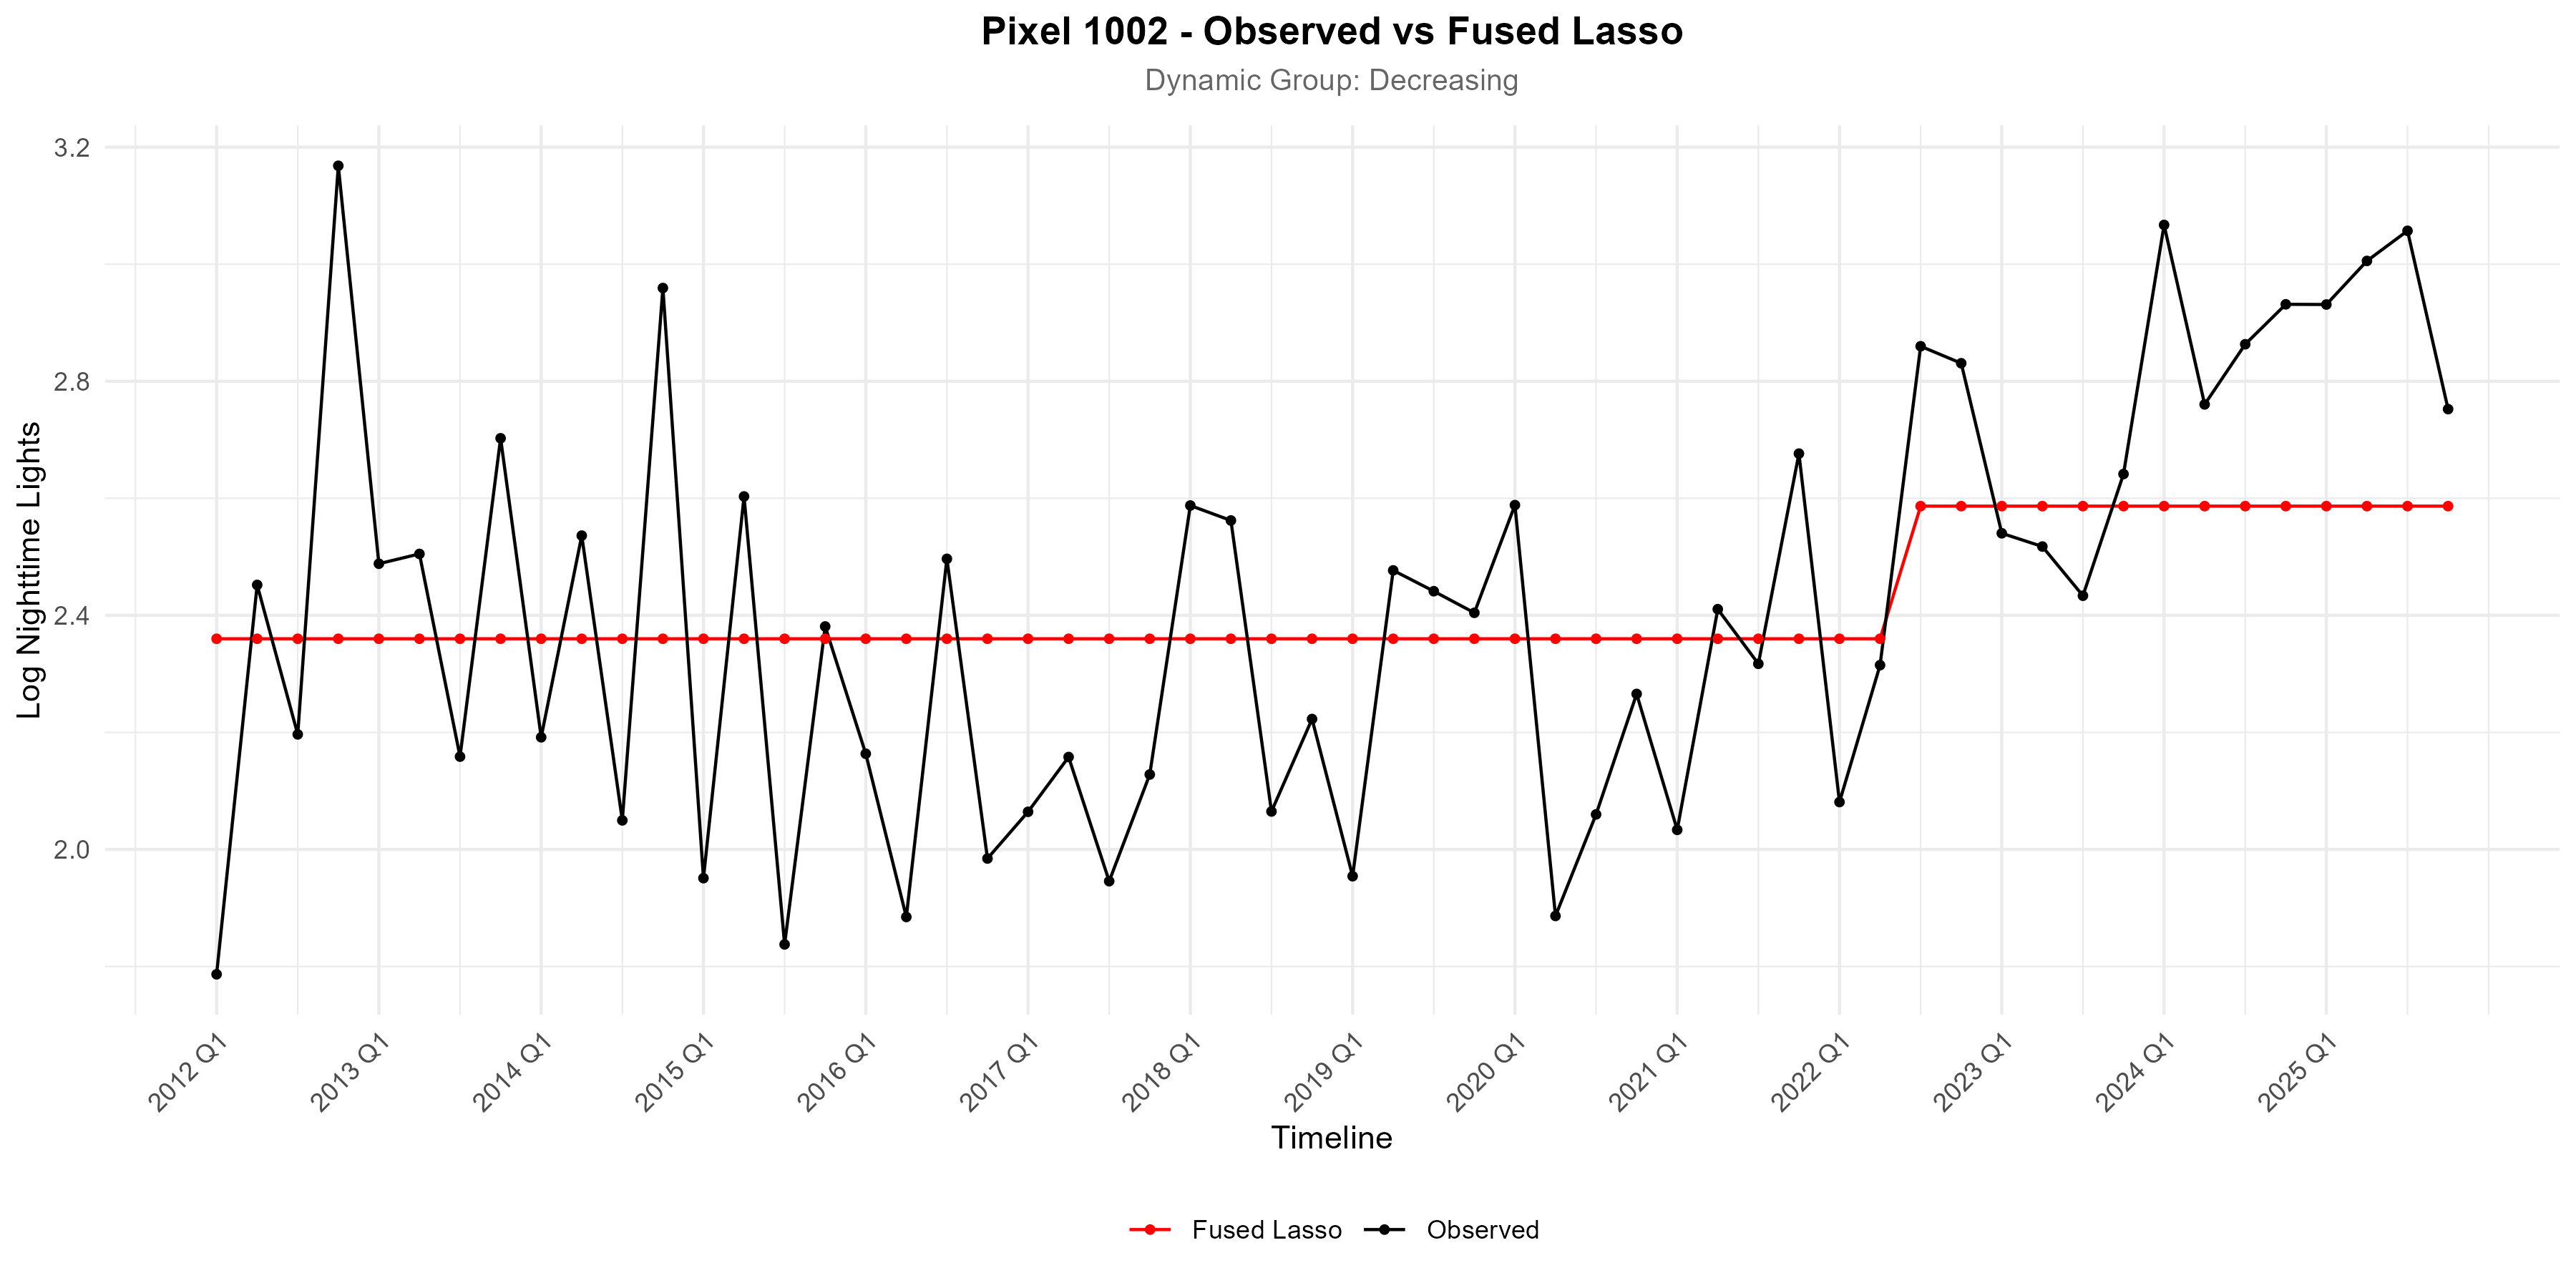 Pixel 1002 - Observed vs Fused Lasso
Dynamic Group: Decreasing
Log Nighttime Lights
3.2
2.8
2.4
2.0
2012 Q1
2013 Q1
2014 Q1
2015 Q1
2016 Q1
2017 Q1
2018 Q1
2019 Q1
2020 Q1
2021 Q1
2022 Q1
2023 Q1
2024 Q1
2025 Q1
Timeline
Fused Lasso
Observed